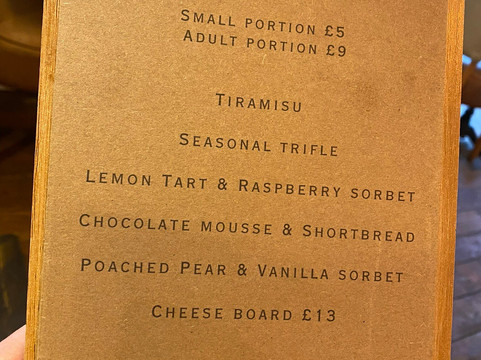 Small portion £5
Adult portion £9
Tiramisu
Seasonal trifle
Lemon Tart & Raspberry sorbet
Chocolate mousse & Shortbread
Poached Pear & Vanilla sorbet
Cheese board £13